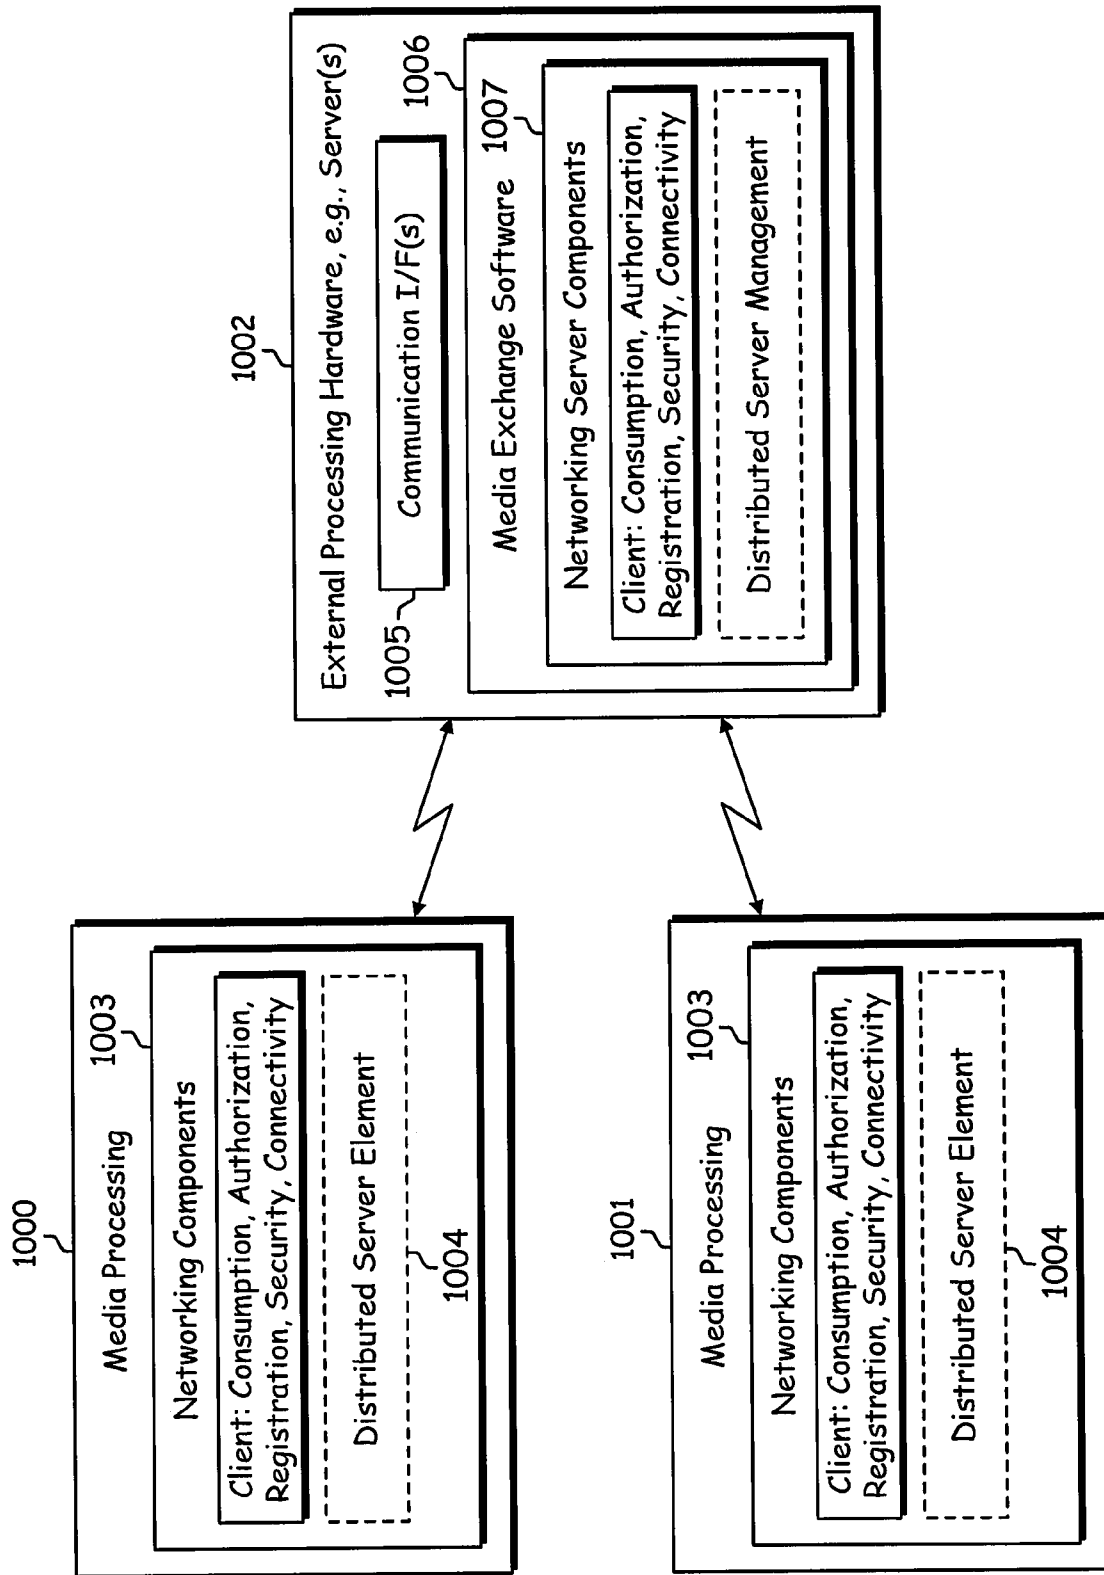 1000
Media Processing
1003
Networking Components
Client: Consumption, Authorization,
Registration, Security, Connectivity
Distributed Server Element
1004
1001
Media Processing
1003
Networking Components
Client: Consumption, Authorization,
Registration, Security, Connectivity
Distributed Server Element
1004
1002
External Processing Hardware, e.g., Server(s)
1005
Communication I/F(s)
1006
Media Exchange Software
1007
Networking Server Components
Client: Consumption, Authorization,
Registration, Security, Connectivity
Distributed Server Management